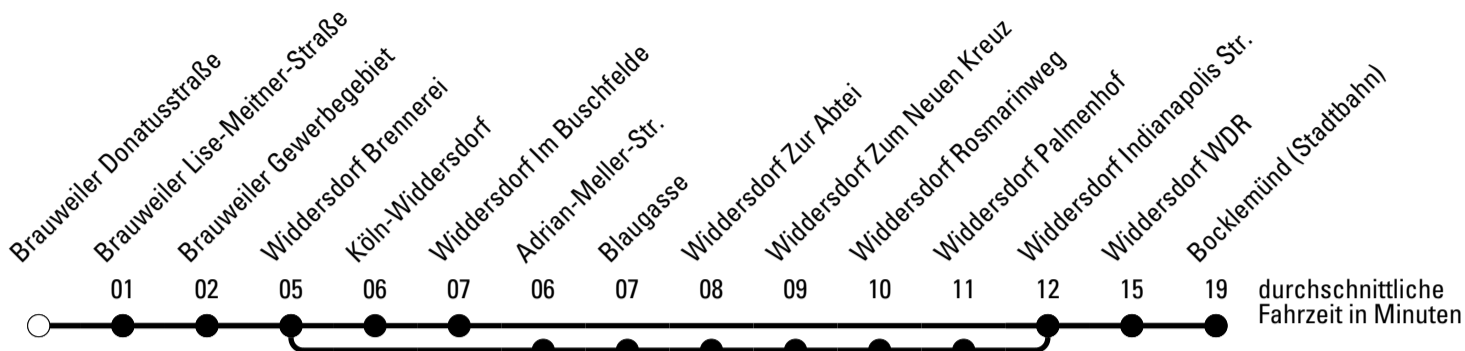 Brauweiler Donatusstraße
Brauweiler Lise-Meitner-Straße
Brauweiler Gewerbegebiet
Widdersdorf Brennerei
Köln-Widdersdorf
Widdersdorf Im Buschfelde
Adrian-Meller-Str.
Blaugasse
Widdersdorf Zur Abtei
Widdersdorf Zum Neuen Kreuz
Widdersdorf Rosmarinweg
Widdersdorf Palmenhof
Widdersdorf Indianapolis Str.
Widdersdorf WDR
Bocklemünd (Stadtbahn)
01 02 05 06 07 06 07 08 09 10 11 12 15 19 durchschnittliche
Fahrzeit in Minuten